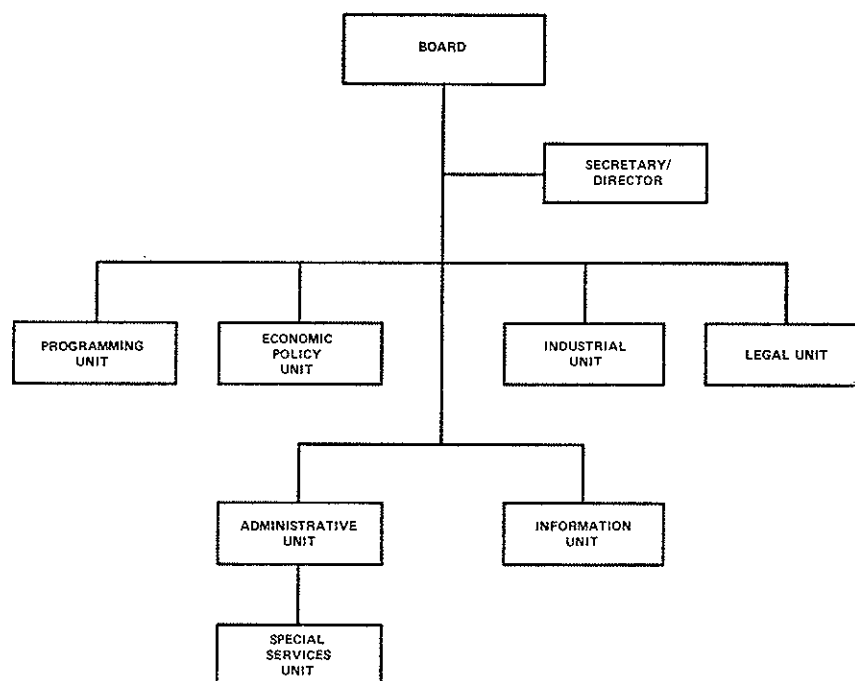 BOARD
SECRETARY/
DIRECTOR
PROGRAMMING
UNIT
ECONOMIC
POLICY
UNIT
INDUSTRIAL
UNIT
LEGAL UNIT
ADMINISTRATIVE
UNIT
INFORMATION
UNIT
SPECIAL
SERVICES
UNIT